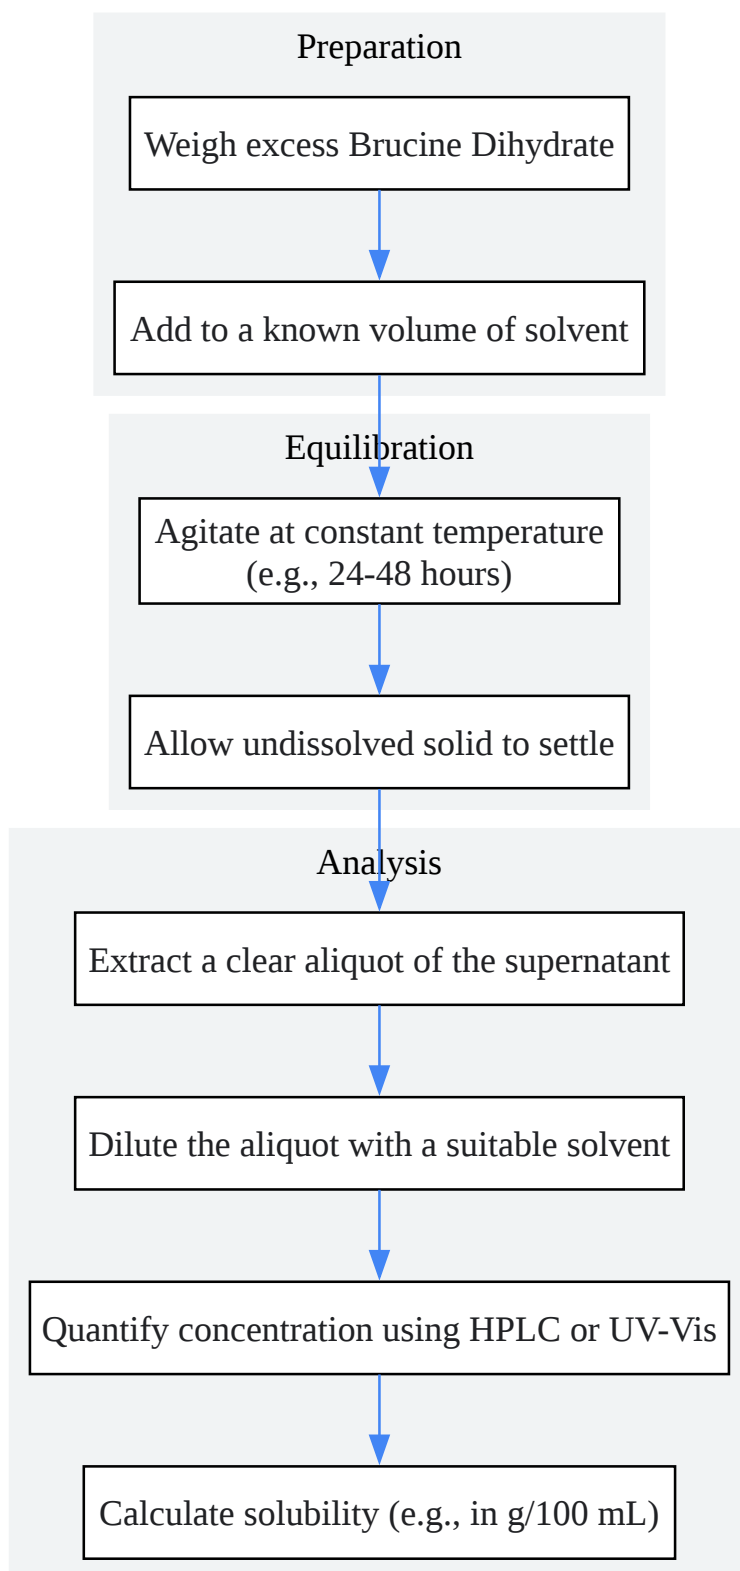 Preparation
Weigh excess Brucine Dihydrate
Add to a known volume of solvent
Equilibration
Agitate at constant temperature
(e.g., 24-48 hours)
Allow undissolved solid to settle
Analysis
Extract a clear aliquot of the supernatant
Dilute the aliquot with a suitable solvent
Quantify concentration using HPLC or UV-Vis
Calculate solubility (e.g., in g/100 mL)